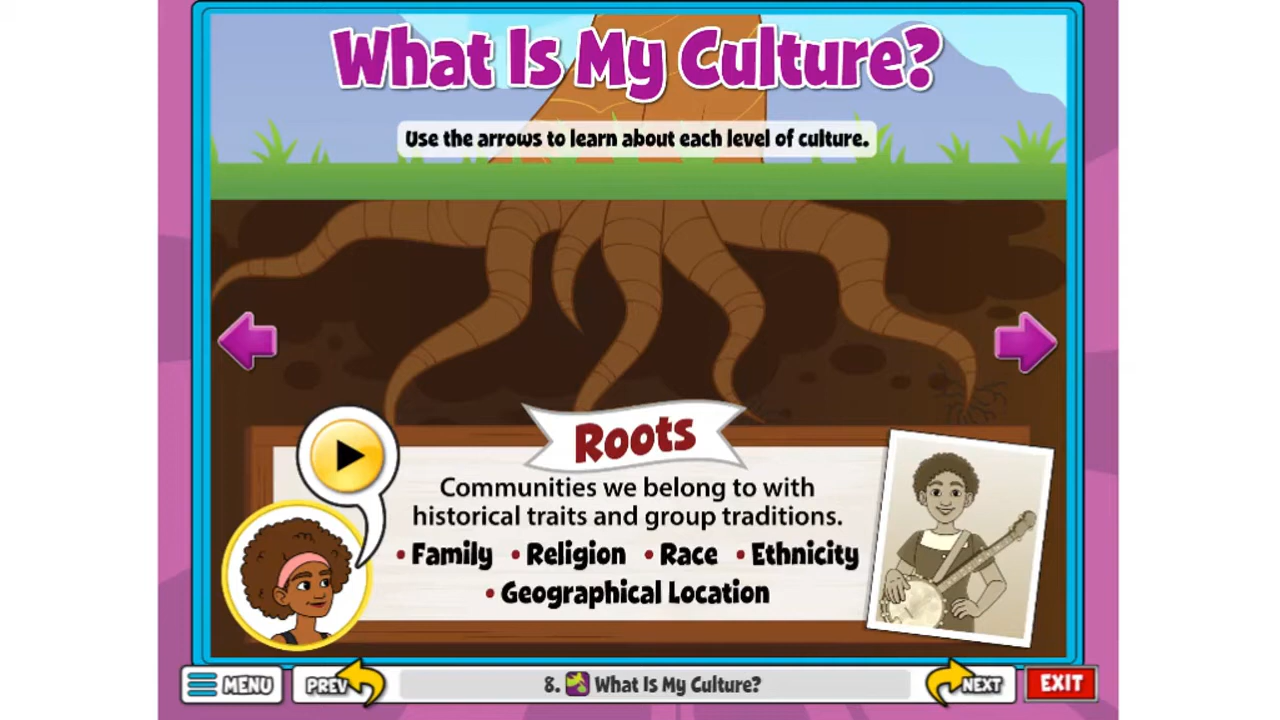 What Is My Culture?
Use the arrows to learn about each level of culture.
Roots
Communities we belong to with
historical traits and group traditions.
• Family • Religion • Race • Ethnicity
• Geographical Location
MENU PREV 8. What Is My Culture? NEXT EXIT